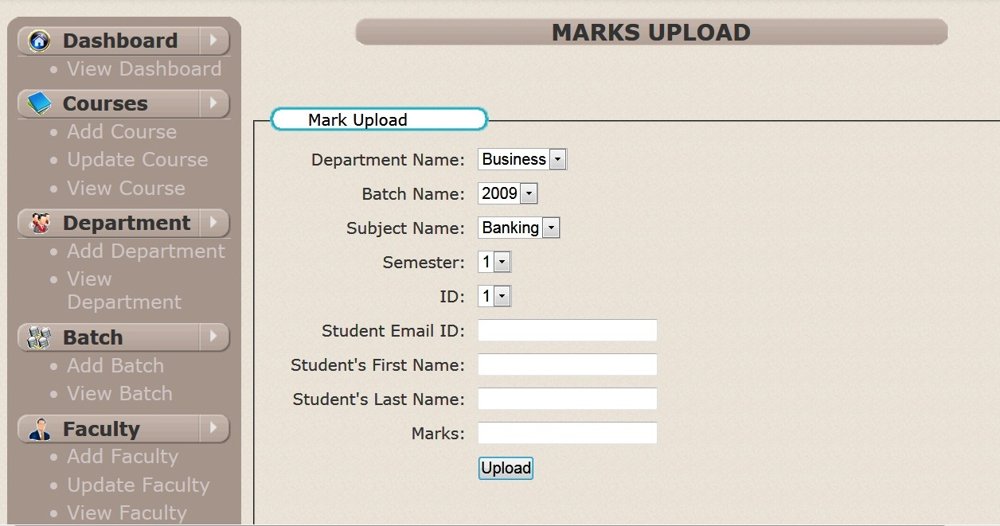 Dashboard
View Dashboard
Courses
Add Course
Update Course
View Course
Department
Add Department
View
Department
Batch
Add Batch
View Batch
Faculty
Add Faculty
Update Faculty
View Faculty
MARKS UPLOAD
Mark Upload
Department Name: Business
Batch Name: 2009
Subject Name: Banking
Semester: 1
ID: 1
Student Email ID:
Student's First Name:
Student's Last Name:
Marks:
Upload